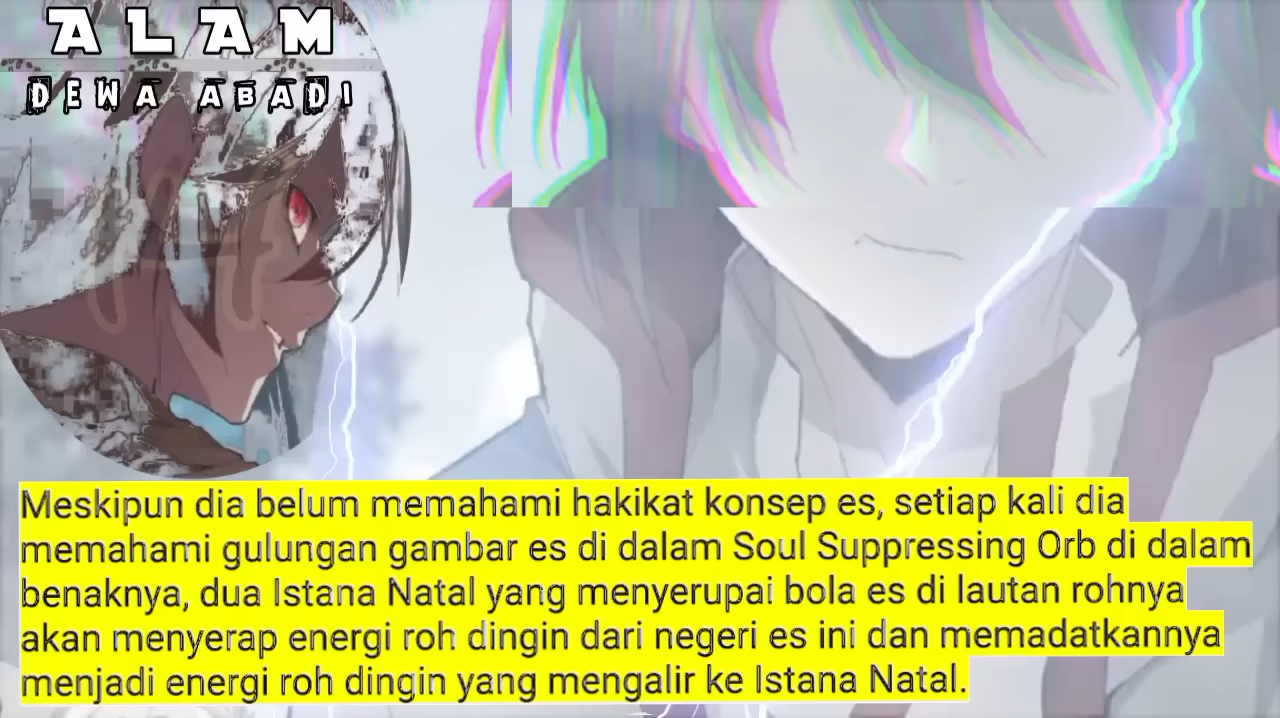 ALAM
DEWA ABADI
Meskipun dia belum memahami hakikat konsep es, setiap kali dia
memahami gulungan gambar es di dalam Soul Suppressing Orb di dalam
benaknya, dua Istana Natal yang menyerupai bola es di lautan rohnya
akan menyerap energi roh dingin dari negeri es ini dan memadatkannya
menjadi energi roh dingin yang mengalir ke Istana Natal.